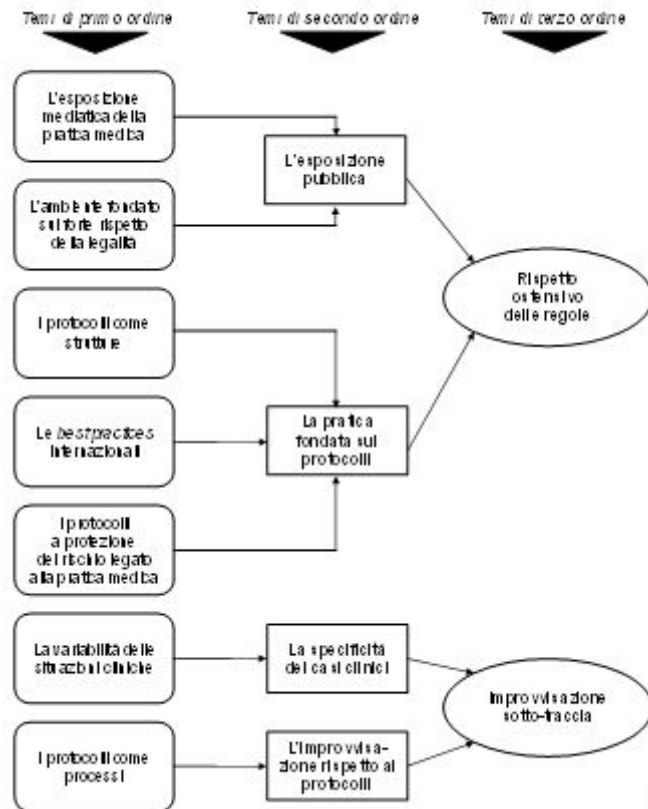 Temi di primo ordine
Temi di secondo ordine
Temi di terzo ordine
L'esposizione
mediatica della
pratica medica
L'ambiente fondato
sul forte rispetto
della legalità
I protocolli come
strutture
Le best practices
internazionali
I protocolli
a protezione
del rischio legato
alla pratica medica
La variabilità delle
situazioni cliniche
I protocolli come
processi
L'esposizione
pubblica
La pratica
fondata sui
protocolli
La specificità
dei casi clinici
L'improvvisa-
zione rispetto ai
protocolli
Rispetto
ostensivo
delle regole
Improvvisazione
sotto-traccia